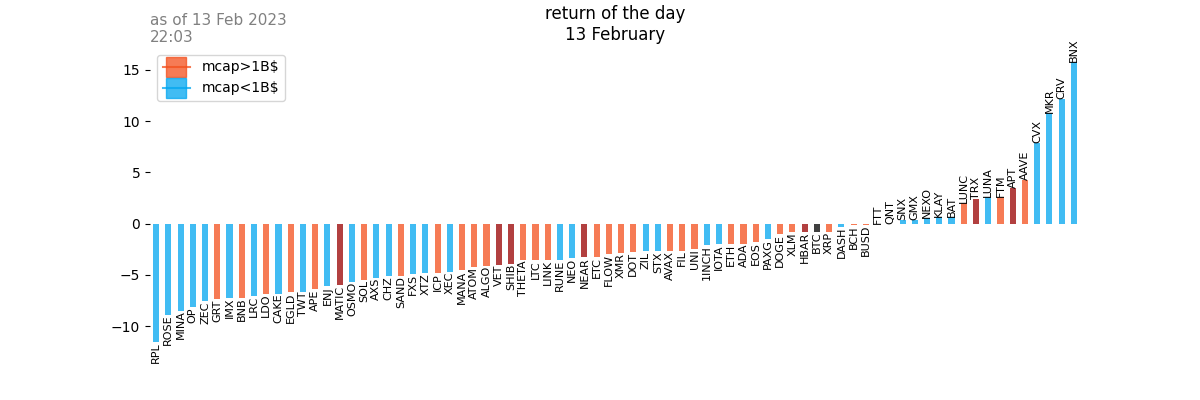 as of 13 Feb 2023
22:03
return of the day
13 February
mcap>1B$
mcap<1B$
15
10
5
0
−5
−10
RPL
ROSE
MINA
OP
ZEC
GRT
IMX
BNB
LRC
LDO
CAKE
EGLD
TWT
APE
ENJ
MATIC
OSMO
SOL
AXS
CHZ
SAND
FXS
XTZ
ICP
XEC
MANA
ATOM
ALGO
VET
SHIB
THETA
LTC
LINK
RUNE
NEO
NEAR
ETC
FLOW
XMR
DOT
ZIL
STX
AVAX
FIL
UNI
1INCH
IOTA
ETH
ADA
EOS
PAXG
DOGE
XLM
HBAR
BTC
XRP
DASH
BCH
BUSD
FTT
QNT
SNX
GMX
NEXO
KLAY
BAT
LUNC
TRX
LUNA
FTM
APT
AAVE
CVX
MKR
CRV
BNX